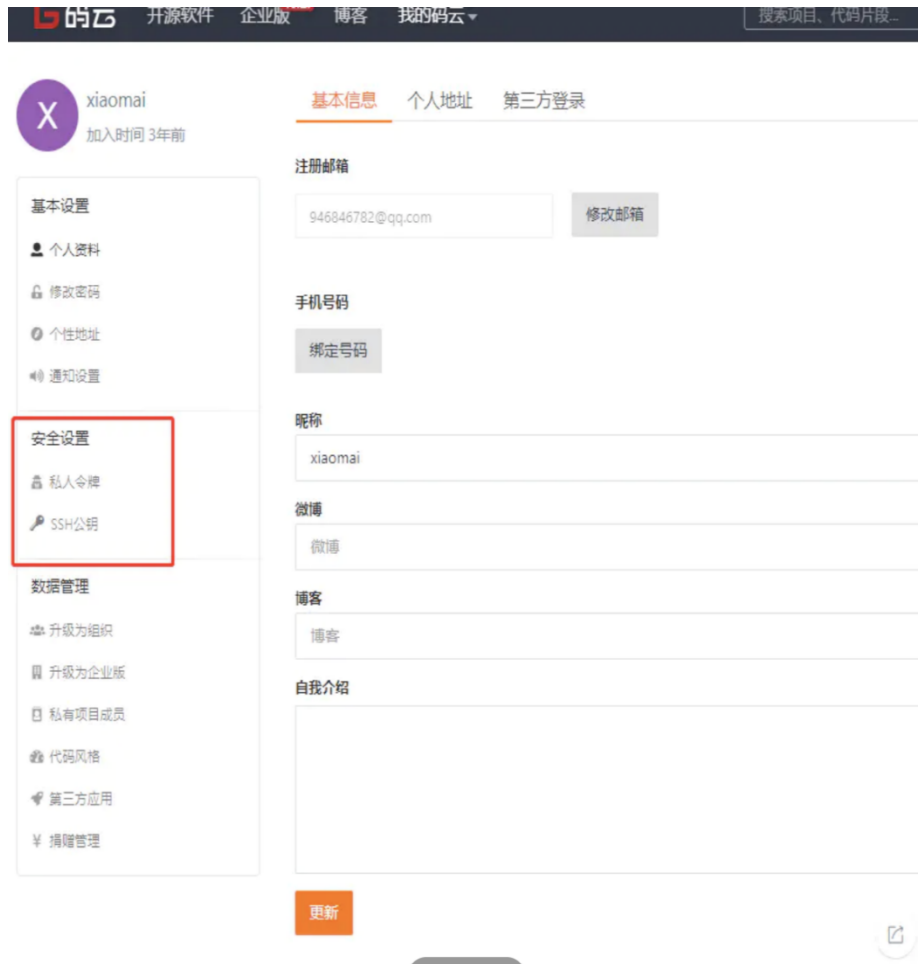 码云 开源软件 企业版 博客 我的码云 搜索项目、代码片段...
X
xiaomai
加入时间 3年前
基本设置
个人资料
修改密码
个性地址
通知设置
安全设置
私人令牌
SSH公钥
数据管理
升级为组织
升级为企业版
私有项目成员
代码风格
第三方应用
捐赠管理
基本信息 个人地址 第三方登录
注册邮箱
946846782@qq.com 修改邮箱
手机号码
绑定号码
昵称
xiaomai
微博
微博
博客
博客
自我介绍
更新